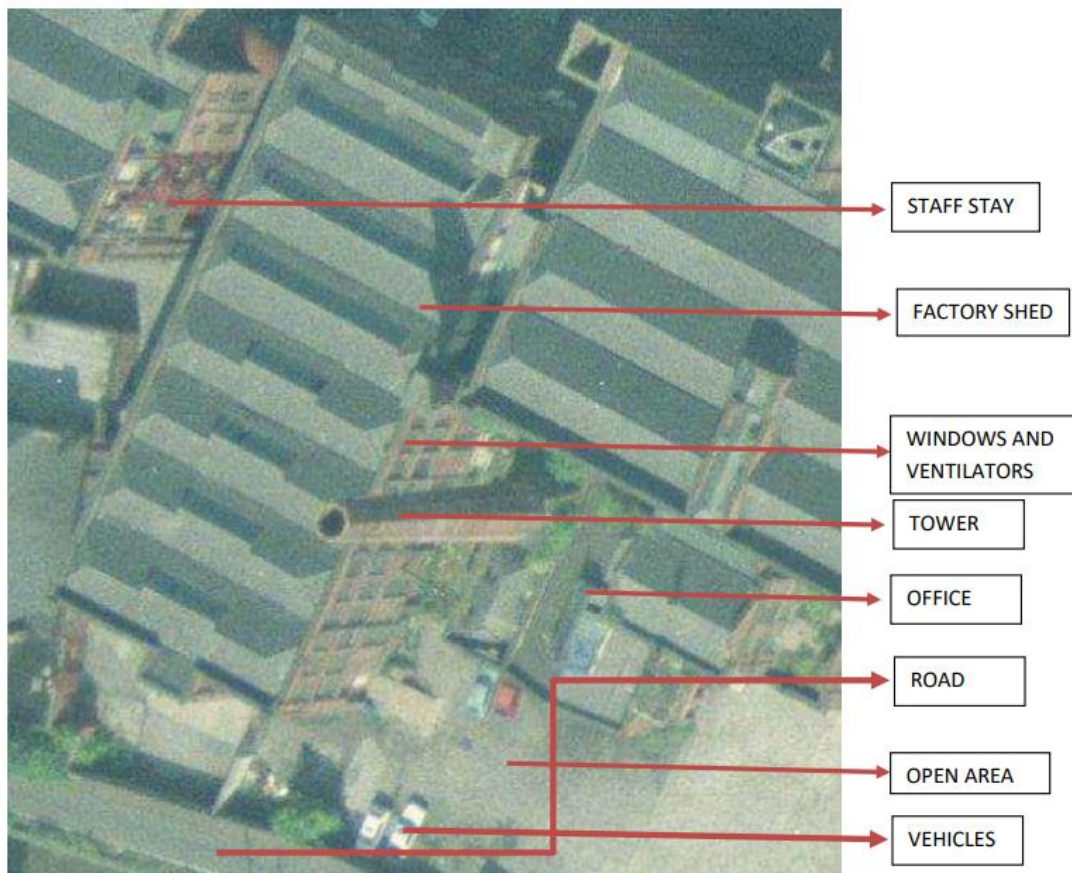 STAFF STAY
FACTORY SHED
WINDOWS AND
VENTILATORS
TOWER
OFFICE
ROAD
OPEN AREA
VEHICLES